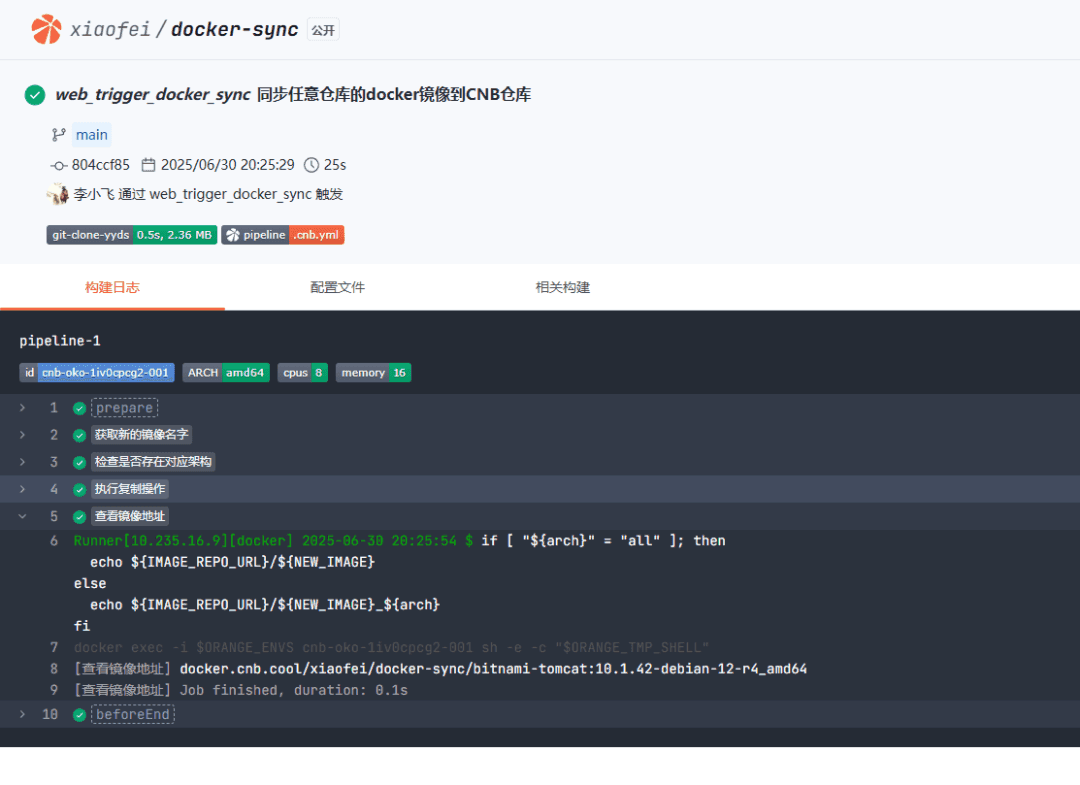 xiaofei / docker-sync 公开
web_trigger_docker_sync 同步任意仓库的docker镜像到CNB仓库
main
804ccf85 2025/06/30 20:25:29 25s
李小飞 通过 web_trigger_docker_sync 触发
git-clone-yyds 0.5s, 2.36 MB pipeline .cnb.yml
构建日志 配置文件 相关构建
pipeline-1
id cnb-oko-1iv0cpcg2-001 ARCH amd64 cpus 8 memory 16
1 prepare
2 获取新的镜像名字
3 检查是否存在对应架构
4 执行复制操作
5 查看镜像地址
6 Runner[10.235.16.9][docker] 2025-06-30 20:25:54 $ if [ "${arch}" = "all" ]; then
echo ${IMAGE_REPO_URL}/${NEW_IMAGE}
else
echo ${IMAGE_REPO_URL}/${NEW_IMAGE}_${arch}
fi
7 docker exec -i $ORANGE_ENVS cnb-oko-1iv0cpcg2-001 sh -e -c "$ORANGE_TMP_SHELL"
8 [查看镜像地址] docker.cnb.cool/xiaofei/docker-sync/bitnami-tomcat:10.1.42-debian-12-r4_amd64
9 [查看镜像地址] Job finished, duration: 0.1s
10 beforeEnd